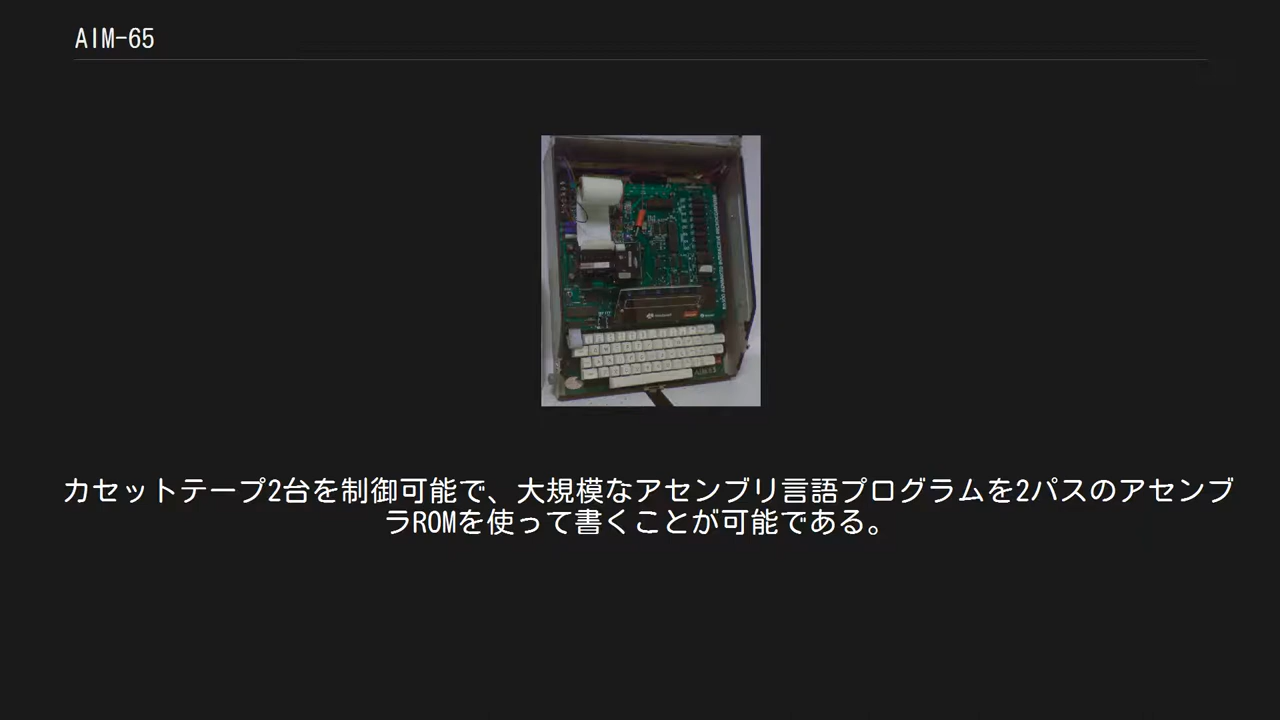 AIM-65
カセットテープ2台を制御可能で、大規模なアセンブリ言語プログラムを2パスのアセンブ
ラROMを使って書くことが可能である。